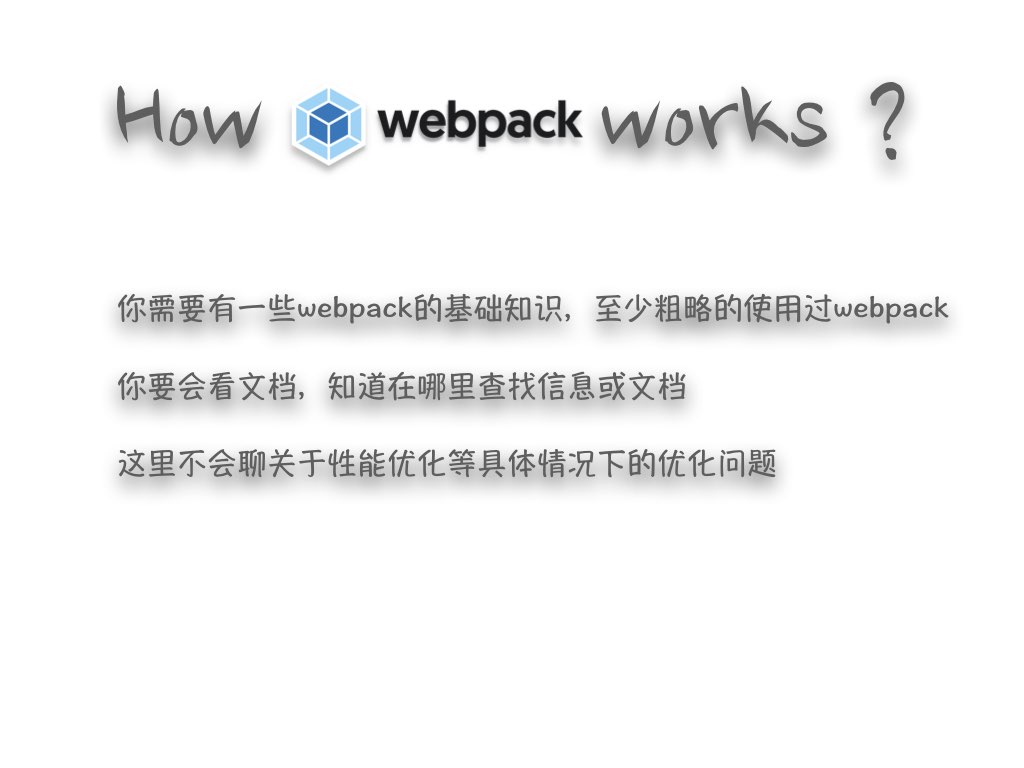 How webpack works ?
你需要有一些webpack的基础知识，至少粗略的使用过webpack
你要会看文档，知道在哪里查找信息或文档
这里不会聊关于性能优化等具体情况下的优化问题